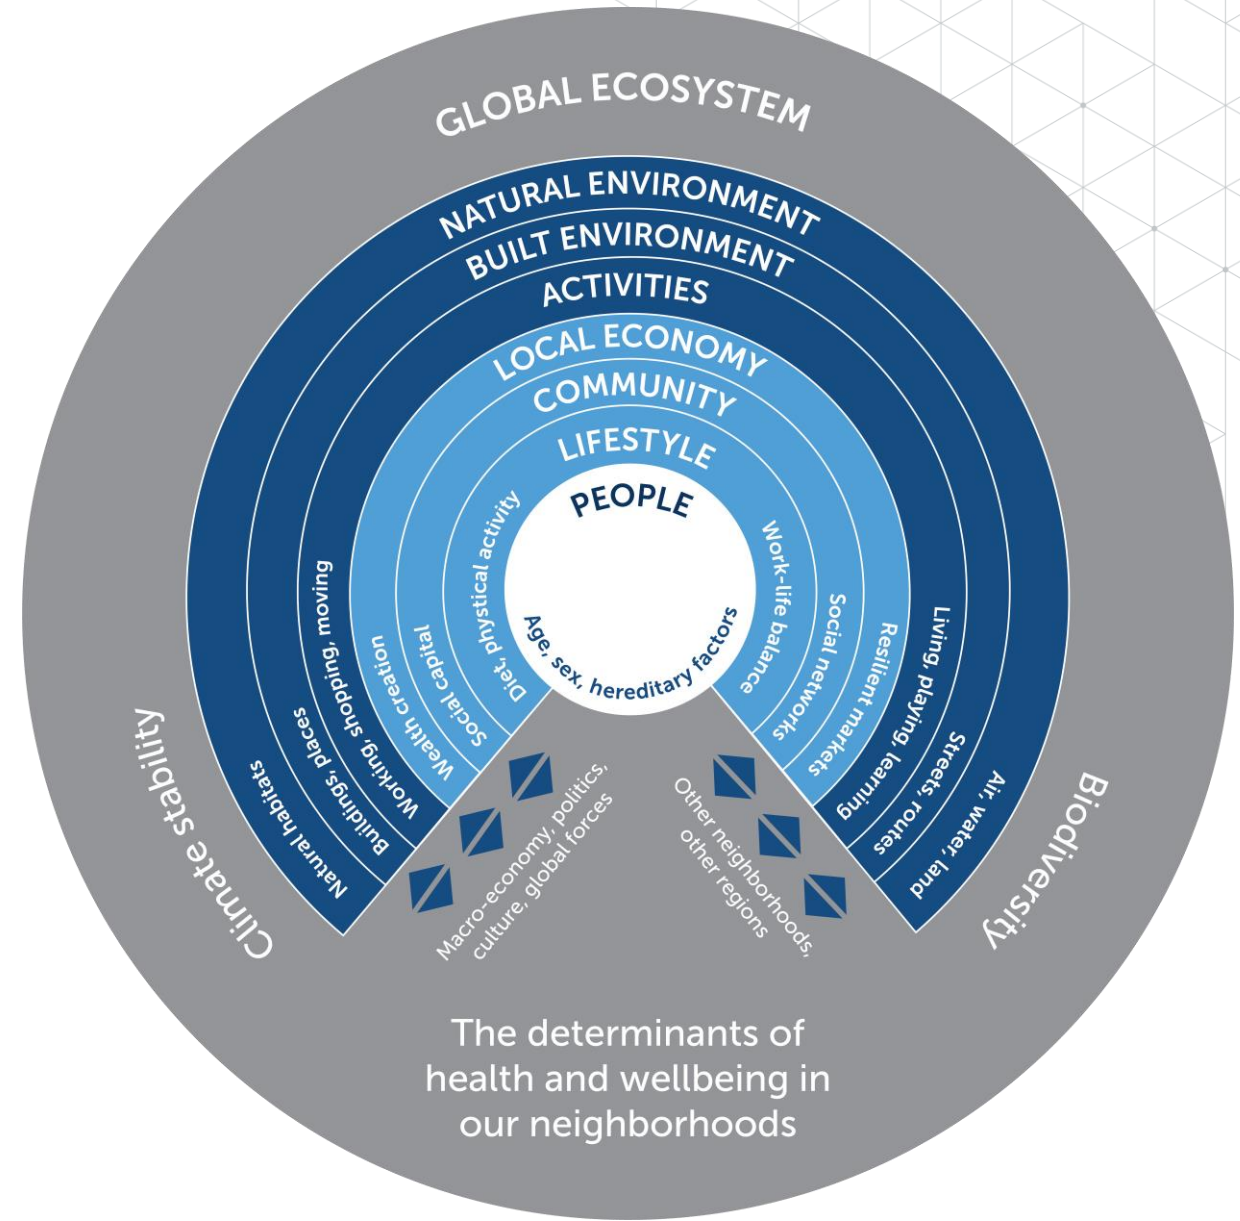 GLOBAL ECOSYSTEM
NATURAL ENVIRONMENT
BUILT ENVIRONMENT
ACTIVITIES
LOCAL ECONOMY
COMMUNITY
LIFESTYLE
PEOPLE
Age, sex, hereditary factors
Diet, phystical activity
Work-life balance
Social capital
Social networks
Wealth creation
Resilient markets
Working, shopping, moving
Living, playing, learning
Buildings, places
Streets, routes
Natural habitats
Air, water, land
Climate stability
Biodiversity
Macro-economy, politics,
culture, global forces
Other neighborhoods,
other regions
The determinants of
health and wellbeing in
our neighborhoods